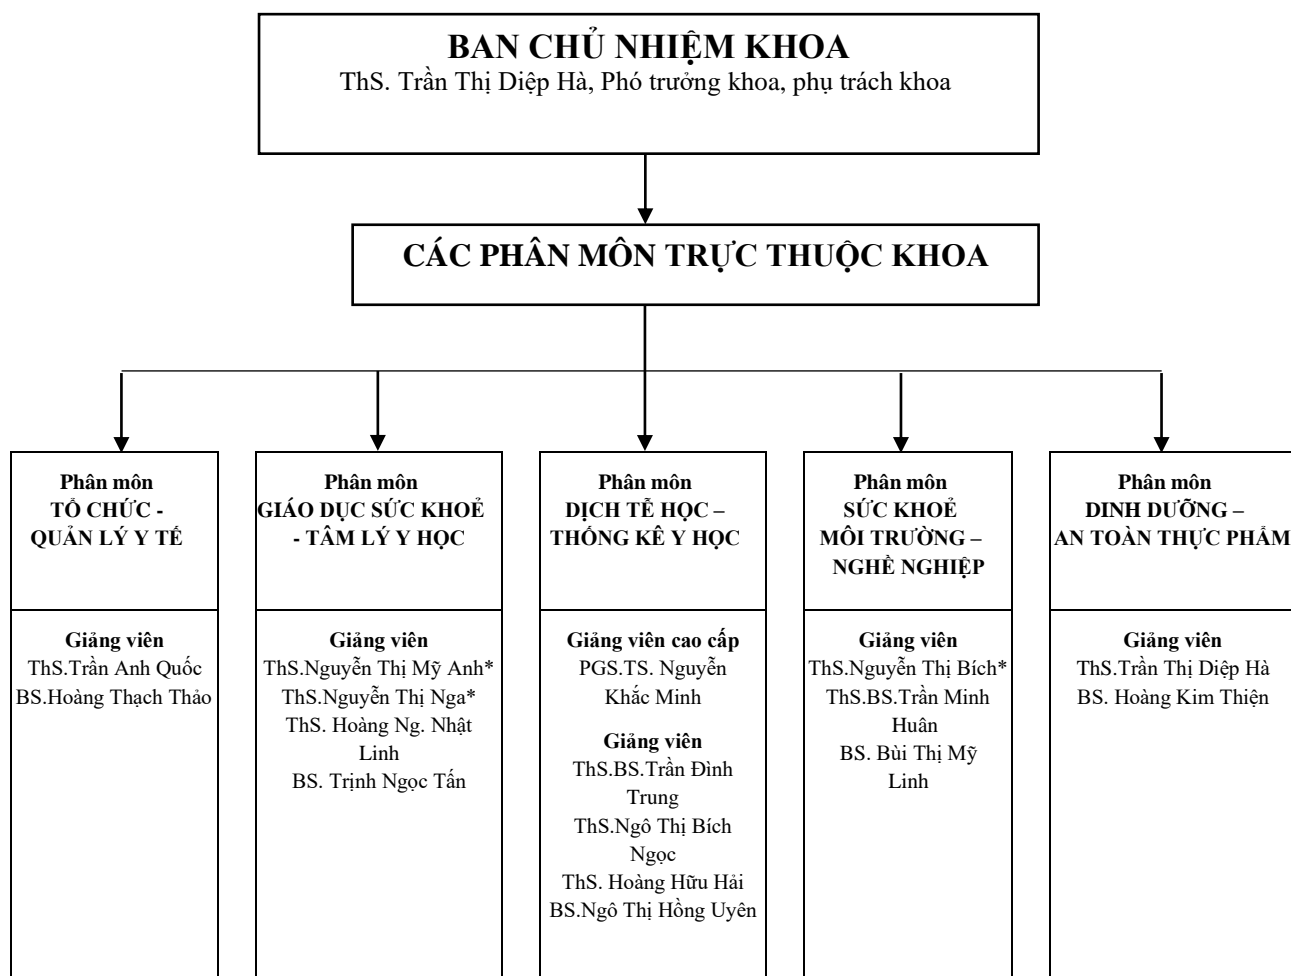 BAN CHỦ NHIỆM KHOA
ThS. Trần Thị Diệp Hà, Phó trưởng khoa, phụ trách khoa
CÁC PHÂN MÔN TRỰC THUỘC KHOA
Phân môn
TỔ CHỨC -
QUẢN LÝ Y TẾ
Giảng viên
ThS.Trần Anh Quốc
BS.Hoàng Thạch Thảo
Phân môn
GIÁO DỤC SỨC KHOẺ
- TÂM LÝ Y HỌC
Giảng viên
ThS.Nguyễn Thị Mỹ Anh*
ThS.Nguyễn Thị Nga*
ThS. Hoàng Ng. Nhật
Linh
BS. Trịnh Ngọc Tấn
Phân môn
DỊCH TỄ HỌC –
THỐNG KÊ Y HỌC
Giảng viên cao cấp
PGS.TS. Nguyễn
Khắc Minh
Giảng viên
ThS.BS.Trần Đình
Trung
ThS.Ngô Thị Bích
Ngọc
ThS. Hoàng Hữu Hải
BS.Ngô Thị Hồng Uyên
Phân môn
SỨC KHOẺ
MÔI TRƯỜNG –
NGHỀ NGHIỆP
Giảng viên
ThS.Nguyễn Thị Bích*
ThS.BS.Trần Minh
Huân
BS. Bùi Thị Mỹ
Linh
Phân môn
DINH DƯỠNG –
AN TOÀN THỰC PHẨM
Giảng viên
ThS.Trần Thị Diệp Hà
BS. Hoàng Kim Thiện